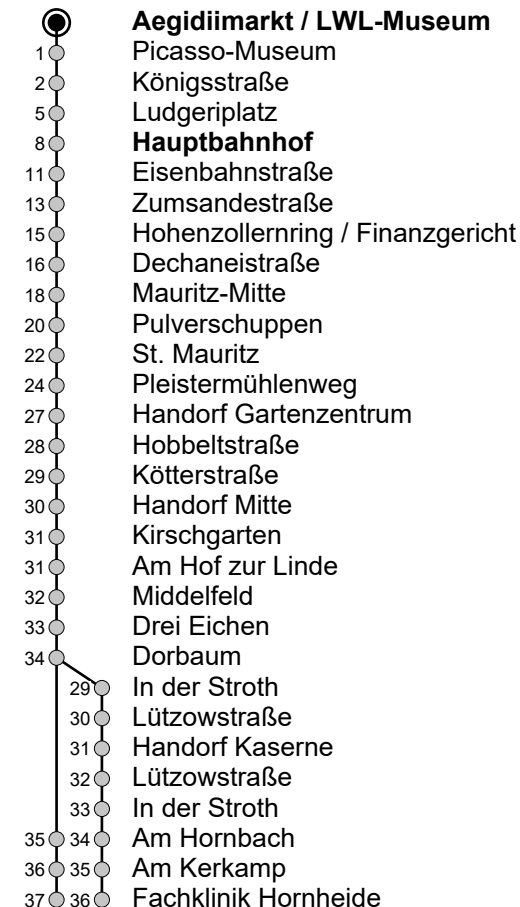 Aegidiimarkt / LWL-Museum
1 Picasso-Museum
2 Königsstraße
5 Ludgeriplatz
8 Hauptbahnhof
11 Eisenbahnstraße
13 Zumsandestraße
15 Hohenzollernring / Finanzgericht
16 Dechaneistraße
18 Mauritz-Mitte
20 Pulverschuppen
22 St. Mauritz
24 Pleistermühlenweg
27 Handorf Gartenzentrum
28 Hobbeltstraße
29 Kötterstraße
30 Handorf Mitte
31 Kirschgarten
31 Am Hof zur Linde
32 Middelfeld
33 Drei Eichen
34 Dorbaum
29 In der Stroth
30 Lützowstraße
31 Handorf Kaserne
32 Lützowstraße
33 In der Stroth
35 34 Am Hornbach
36 35 Am Kerkamp
37 36 Fachklinik Hornheide